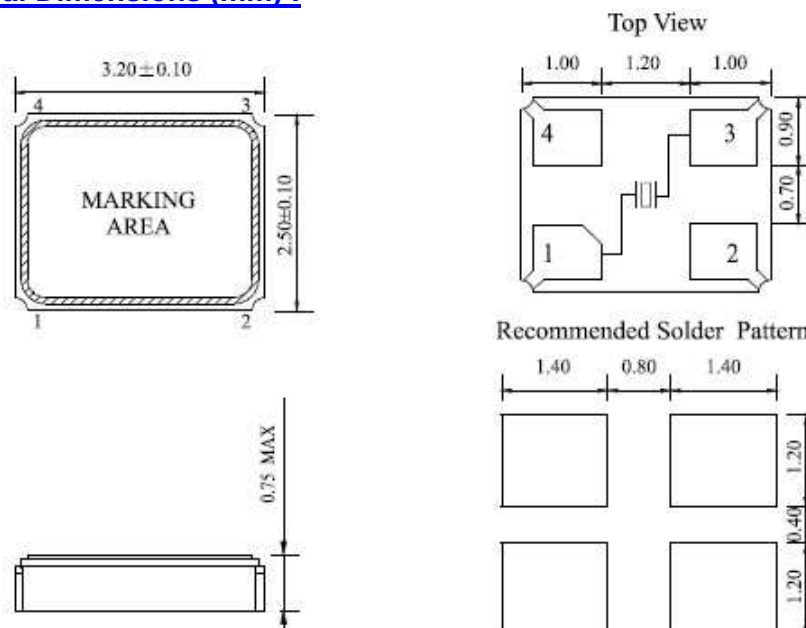 Dimensions (mm) :
Top View
3.20±0.10
1.00 1.20 1.00
4 3
MARKING
AREA
2.50±0.10
1 2
4 3
1 2
0.90
0.70
Recommended Solder Pattern
1.40 0.80 1.40
0.75 MAX
1.20
0.40
1.20